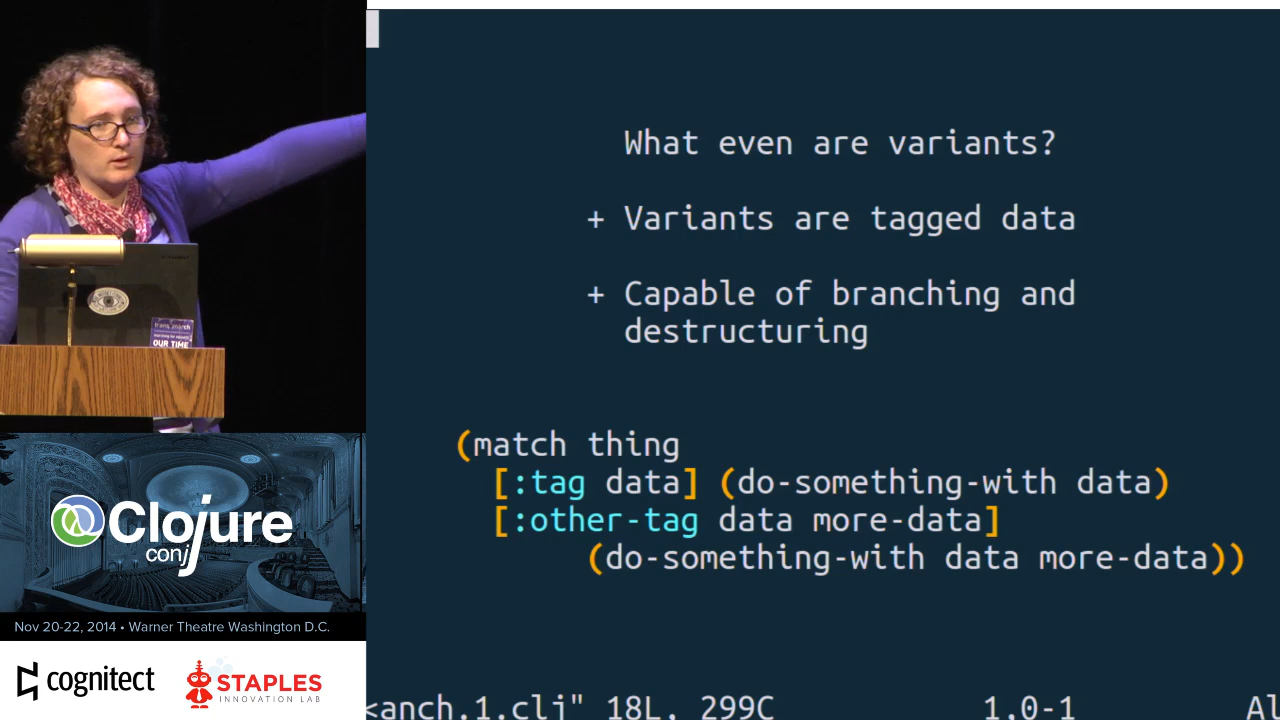 What even are variants?
+ Variants are tagged data
+ Capable of branching and
destructuring
(match thing
[:tag data] (do-something-with data)
[:other-tag data more-data]
(do-something-with data more-data))
<anch.1.clj" 18L, 299C 1,0-1 Al
OUR TIME
Clojure
conj
Nov 20-22, 2014 • Warner Theatre Washington D.C.
cognitect
STAPLES
INNOVATION LAB